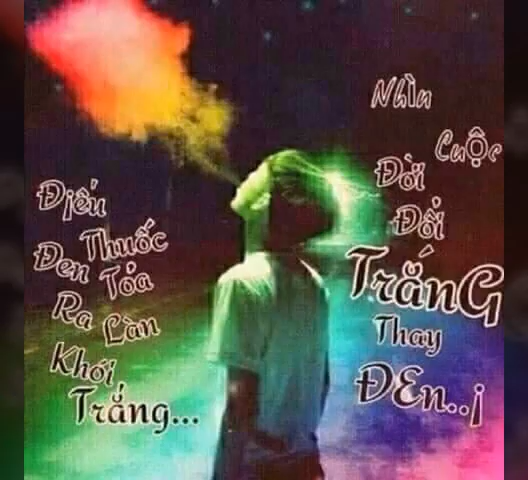 Điếu
Thuốc
Đen Tỏa
Ra Làn
Khói
Trắng...
Nhìn
Cuộc
Đời
Đổi
TrắnG
Thay
ĐEn..¡